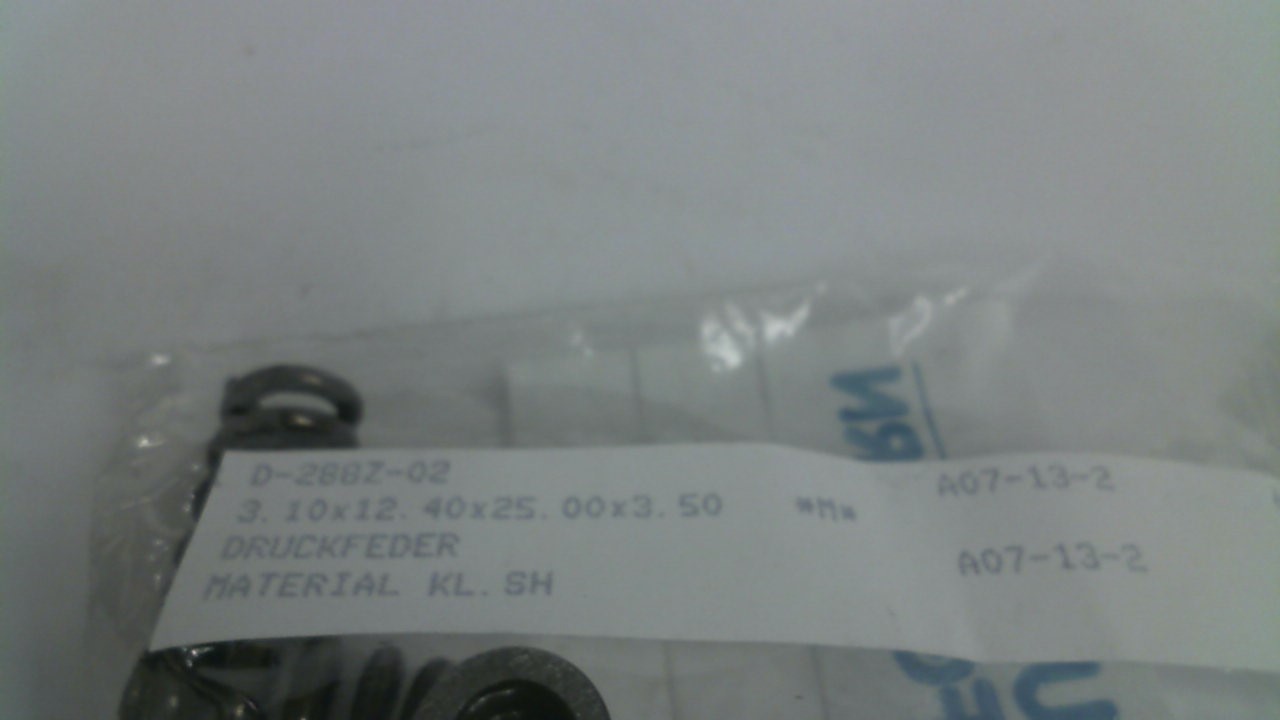 D-288Z-02
3.10x12.40x25.00x3.50 *M*
DRUCKFEDER
MATERIAL KL.SH
A07-13-2
A07-13-2